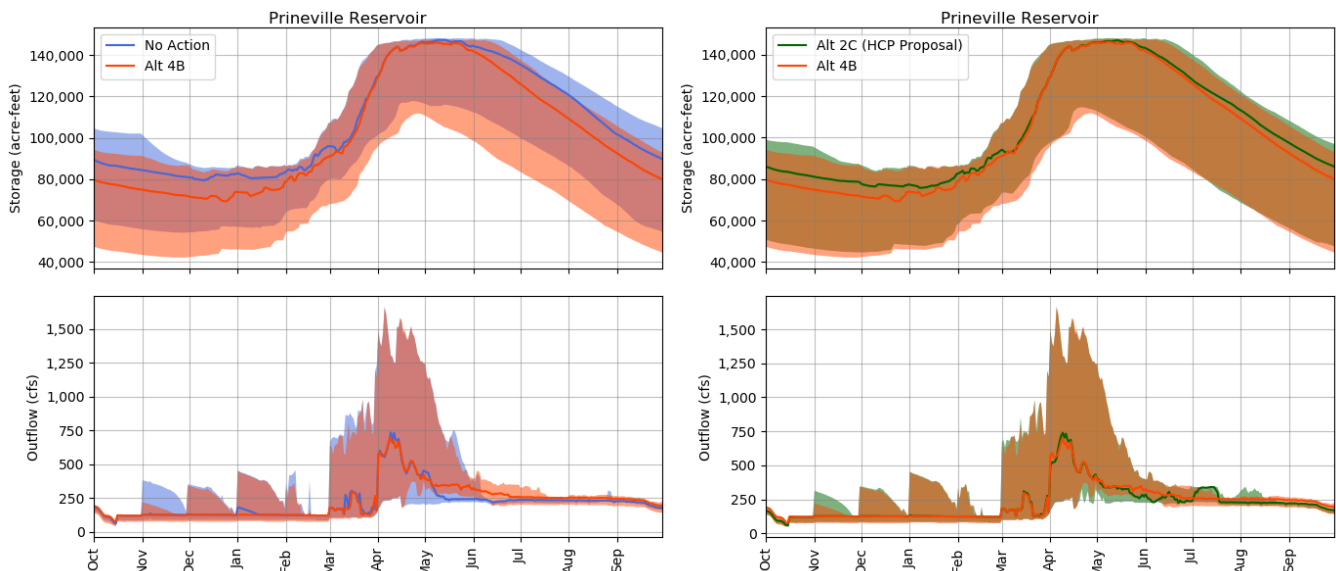 Prineville Reservoir
No Action
Alt 4B
Storage (acre-feet)
140,000
120,000
100,000
80,000
60,000
40,000
Outflow (cfs)
1,500
1,250
1,000
750
500
250
0
Oct
Nov
Dec
Jan
Feb
Mar
Apr
May
Jun
Jul
Aug
Sep
Prineville Reservoir
Alt 2C (HCP Proposal)
Alt 4B
Storage (acre-feet)
140,000
120,000
100,000
80,000
60,000
40,000
Outflow (cfs)
1,500
1,250
1,000
750
500
250
0
Oct
Nov
Dec
Jan
Feb
Mar
Apr
May
Jun
Jul
Aug
Sep